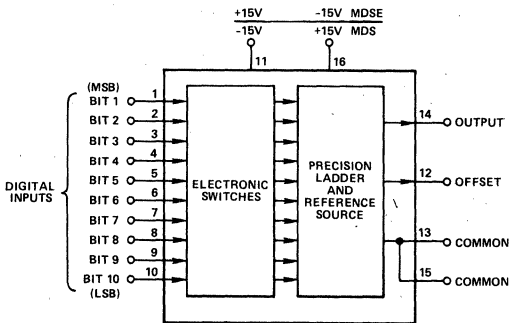 +15V -15V MDSE
-15V +15V MDS
11 16
(MSB)
BIT 1 1
BIT 2 2
BIT 3 3
BIT 4 4
BIT 5 5
BIT 6 6
BIT 7 7
BIT 8 8
BIT 9 9
BIT 10 10
(LSB)
DIGITAL
INPUTS
ELECTRONIC
SWITCHES
PRECISION
LADDER
AND
REFERENCE
SOURCE
14 OUTPUT
12 OFFSET
13 COMMON
15 COMMON